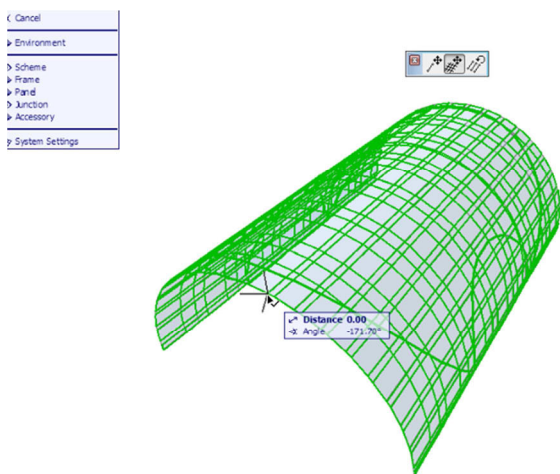 Cancel
Environment
Scheme
Frame
Panel
Junction
Accessory
System Settings
Distance 0.00
Angle -171.70°